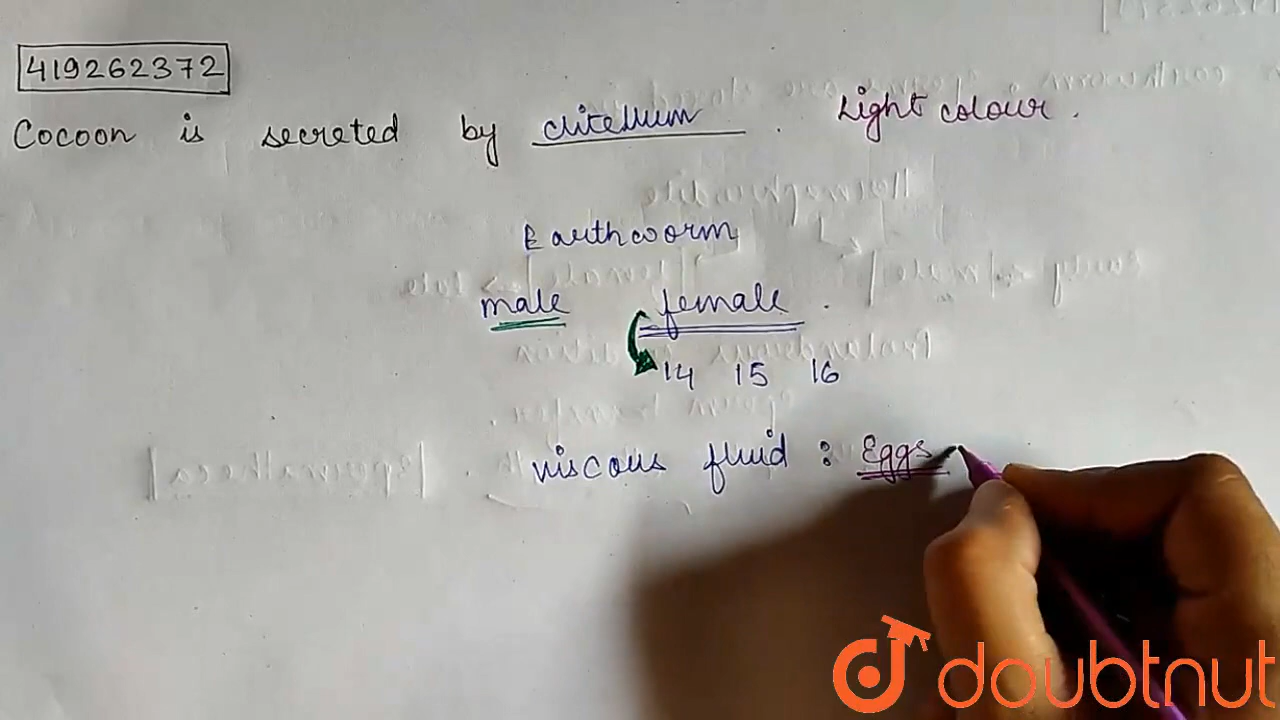 419262372
Cocoon is secreted by clitellum. Light colour.
Earthworm
male female.
14 15 16
viscous fluid : Eggs
doubtnut